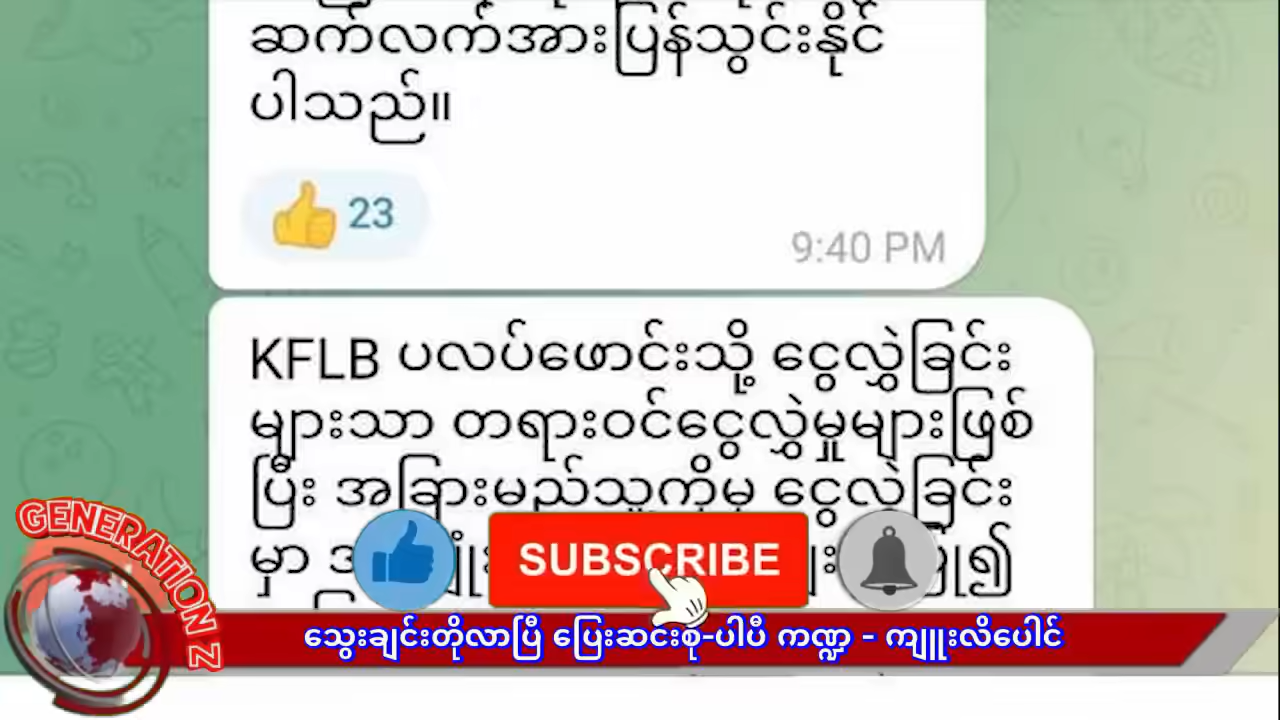 ဆက်လက်အားပြန်သွင်းနိုင်
ပါသည်။
23
9:40 PM
KFLB ပလပ်ဖောင်းသို့ ငွေလွှဲခြင်း
များသာ တရားဝင်ငွေလွှဲမှုများဖြစ်
ပြီး အခြားမည်သူကိုမှ ငွေလွှဲခြင်း
မှာ
SUBSCRIBE
GENERATION Z
သွေးချင်းတိုလာပြီ ပြေးဆင်းစု-ပါပီ ကဏ္ဍ - ကျူးလိပေါင်